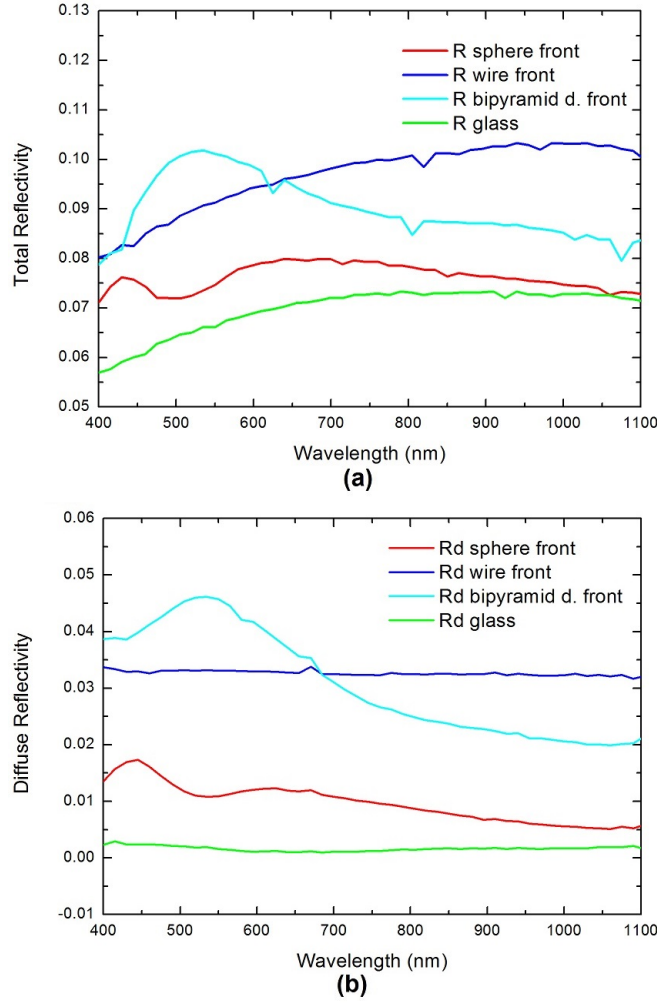 0.13
0.12
0.11
0.10
0.09
0.08
0.07
0.06
0.05
Total Reflectivity
R sphere front
R wire front
R bipyramid d. front
R glass
400 500 600 700 800 900 1000 1100
Wavelength (nm)
(a)
0.06
0.05
0.04
0.03
0.02
0.01
0.00
-0.01
Diffuse Reflectivity
Rd sphere front
Rd wire front
Rd bipyramid d. front
Rd glass
400 500 600 700 800 900 1000 1100
Wavelength (nm)
(b)